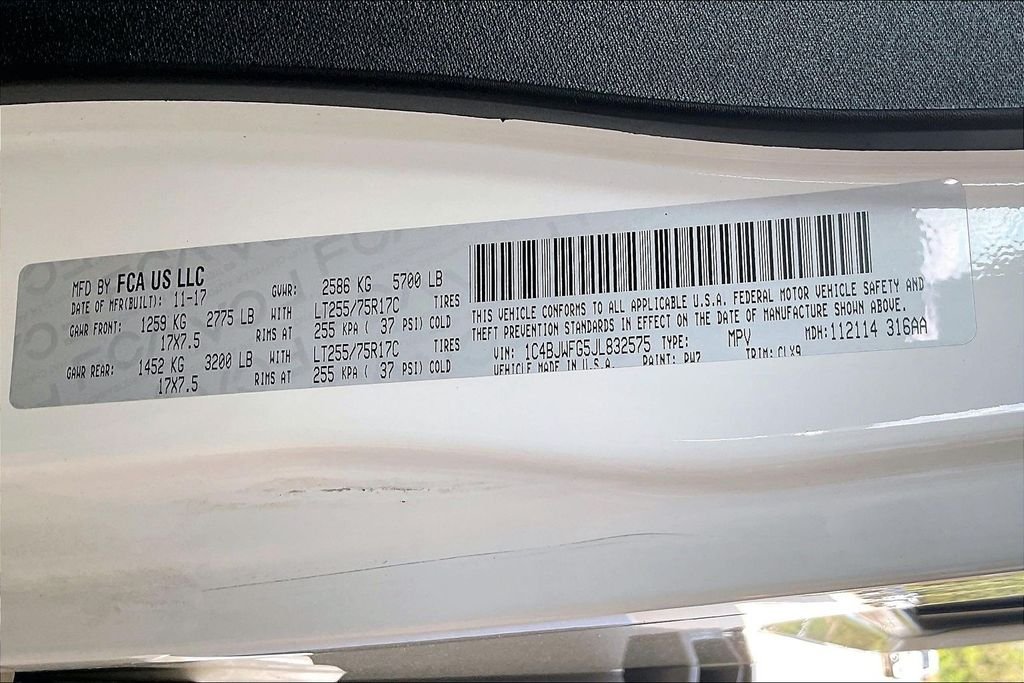 MFD BY FCA US LLC
DATE OF MFR(BUILT): 11-17 GVWR: 2586 KG 5700 LB
GAWR FRONT: 1259 KG 2775 LB WITH LT255/75R17C TIRES
17X7.5 RIMS AT 255 KPA ( 37 PSI) COLD
GAWR REAR: 1452 KG 3200 LB WITH LT255/75R17C TIRES
17X7.5 RIMS AT 255 KPA ( 37 PSI) COLD
THIS VEHICLE CONFORMS TO ALL APPLICABLE U.S.A. FEDERAL MOTOR VEHICLE SAFETY AND
THEFT PREVENTION STANDARDS IN EFFECT ON THE DATE OF MANUFACTURE SHOWN ABOVE.
VIN: 1C4BJWFG5JL832575 TYPE: MPV MDH: 112114 316AA
VEHICLE MADE IN U.S.A. PAINT: PW7 TRIM: CLX9